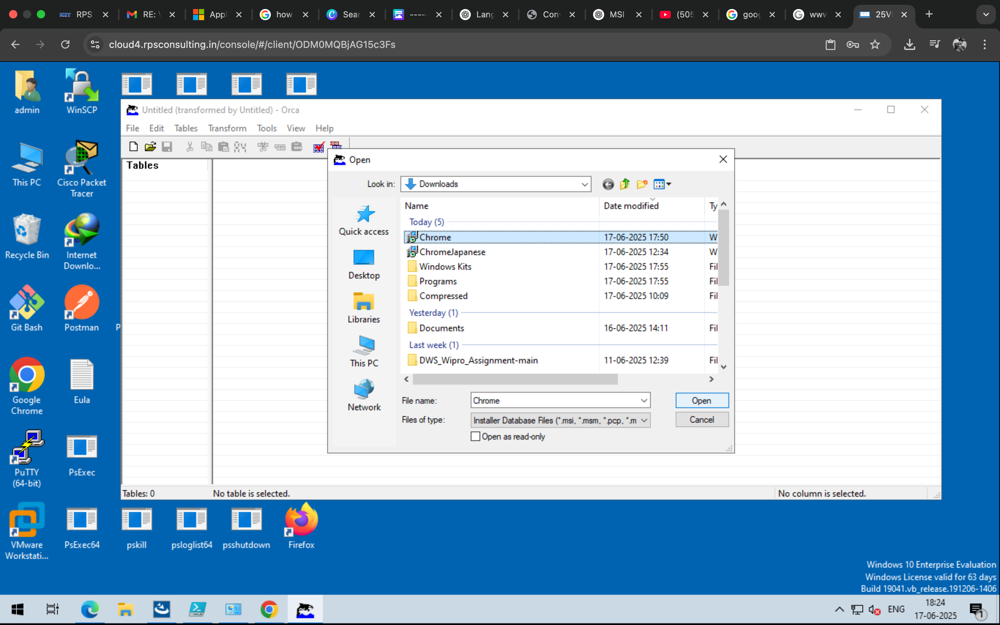 RPS
RE: \
Appl
how
Sear
-----
Lang
Con
MSI
(505
goog
www
25V
cloud4.rpsconsulting.in/console/#/client/ODM0MQBjAG15c3Fs
admin
WinSCP
Untitled (transformed by Untitled) - Orca
File Edit Tables Transform Tools View Help
Tables
Open
Look in: Downloads
Name Date modified Ty
Today (5)
Chrome 17-06-2025 17:50 W
ChromeJapanese 17-06-2025 12:34 W
Windows Kits 17-06-2025 17:55 Fil
Programs 17-06-2025 17:55 Fil
Compressed 17-06-2025 10:09 Fil
Yesterday (1)
Documents 16-06-2025 14:11 Fil
Last week (1)
DWS_Wipro_Assignment-main 11-06-2025 12:39 Fil
Quick access
Desktop
Libraries
This PC
Network
File name: Chrome Open
Files of type: Installer Database Files (*.msi, *.msm, *.pcp, *.m Cancel
Open as read-only
Tables: 0 No table is selected. No column is selected.
This PC
Cisco Packet
Tracer
Recycle Bin
Internet
Downlo...
Git Bash
Postman
P
Google
Chrome
Eula
PuTTY
(64-bit)
PsExec
VMware
Workstati...
PsExec64
pskill
psloglist64
psshutdown
Firefox
Windows 10 Enterprise Evaluation
Windows License valid for 63 days
Build 19041.vb_release.191206-1406
ENG
18:24
17-06-2025
1